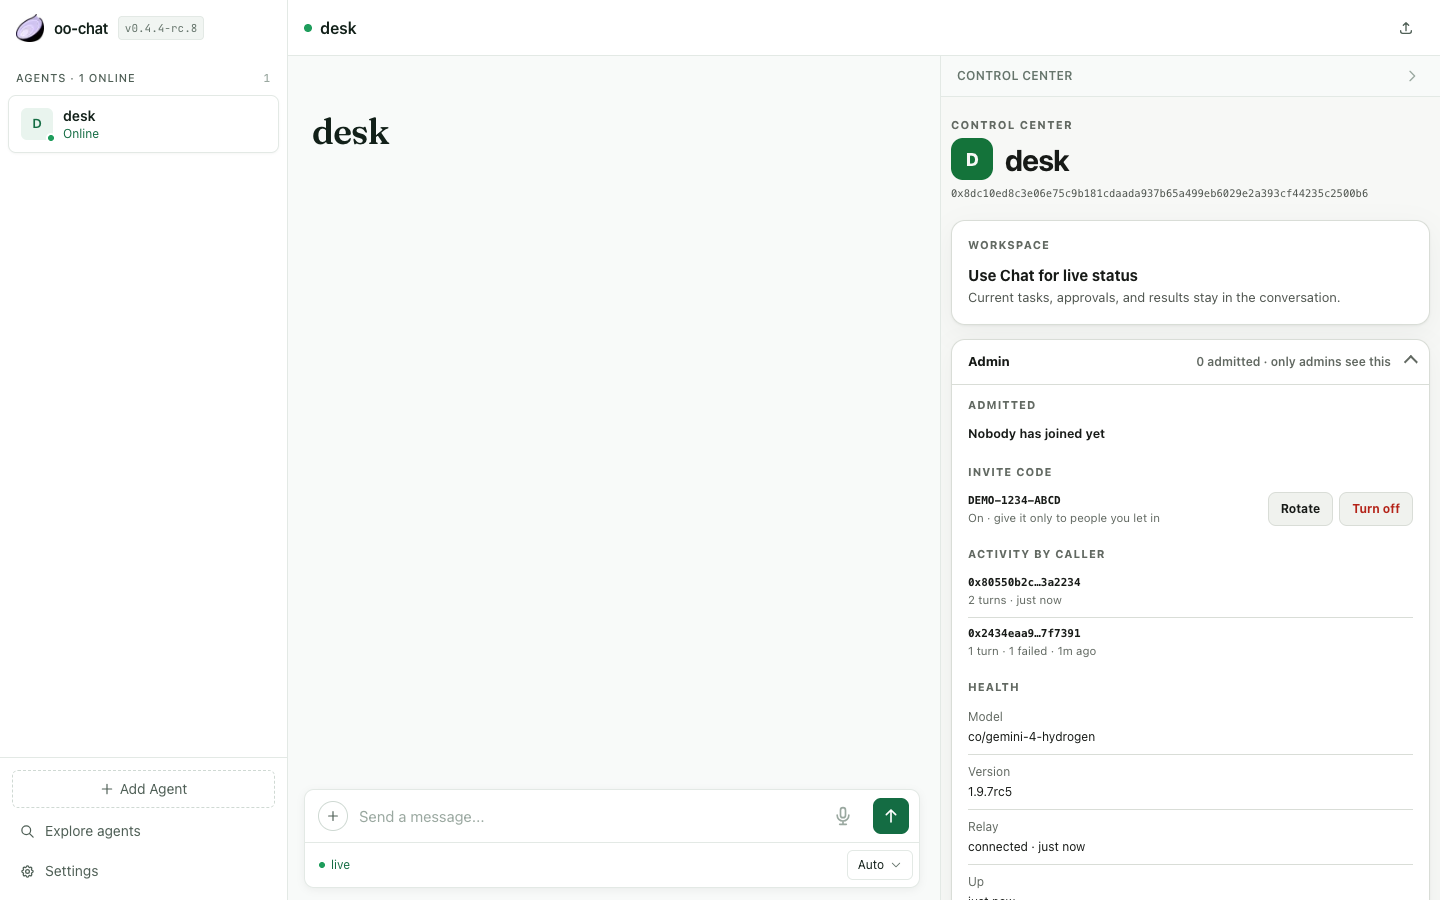 oo-chat
v0.4.4-rc.8
AGENTS · 1 ONLINE
1
D
desk
Online
+ Add Agent
Explore agents
Settings
desk
desk
Send a message...
live
Auto
CONTROL CENTER
CONTROL CENTER
D
desk
0x8dc10ed8c3e06e75c9b181cdaada937b65a499eb6029e2a393cf44235c2500b6
WORKSPACE
Use Chat for live status
Current tasks, approvals, and results stay in the conversation.
Admin
0 admitted · only admins see this
ADMITTED
Nobody has joined yet
INVITE CODE
DEMO-1234-ABCD
On · give it only to people you let in
Rotate
Turn off
ACTIVITY BY CALLER
0x80550b2c…3a2234
2 turns · just now
0x2434eaa9…7f7391
1 turn · 1 failed · 1m ago
HEALTH
Model
co/gemini-4-hydrogen
Version
1.9.7rc5
Relay
connected · just now
Up
just now